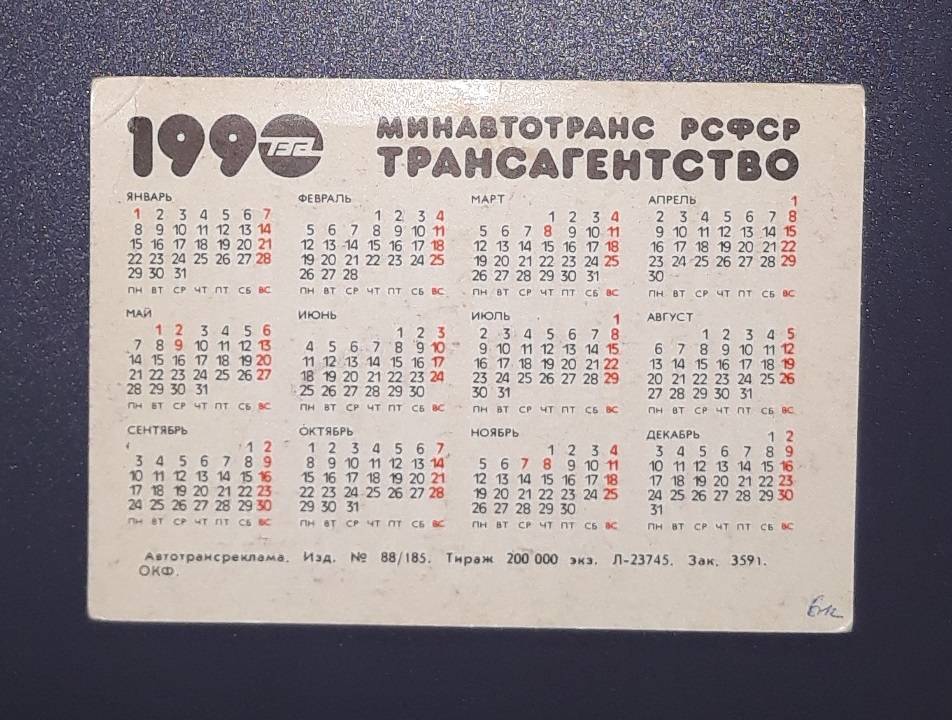 1990 МИНАВТОТРАНС РСФСР
ТРАНСАГЕНТСТВО
ЯНВАРЬ
1 2 3 4 5 6 7
8 9 10 11 12 13 14
15 16 17 18 19 20 21
22 23 24 25 26 27 28
29 30 31
ПН ВТ СР ЧТ ПТ СБ ВС
ФЕВРАЛЬ
1 2 3 4
5 6 7 8 9 10 11
12 13 14 15 16 17 18
19 20 21 22 23 24 25
26 27 28
ПН ВТ СР ЧТ ПТ СБ ВС
МАРТ
1 2 3 4
5 6 7 8 9 10 11
12 13 14 15 16 17 18
19 20 21 22 23 24 25
26 27 28 29 30 31
ПН ВТ СР ЧТ ПТ СБ ВС
АПРЕЛЬ
1
2 3 4 5 6 7 8
9 10 11 12 13 14 15
16 17 18 19 20 21 22
23 24 25 26 27 28 29
30
ПН ВТ СР ЧТ ПТ СБ ВС
МАЙ
1 2 3 4 5 6
7 8 9 10 11 12 13
14 15 16 17 18 19 20
21 22 23 24 25 26 27
28 29 30 31
ПН ВТ СР ЧТ ПТ СБ ВС
ИЮНЬ
1 2 3
4 5 6 7 8 9 10
11 12 13 14 15 16 17
18 19 20 21 22 23 24
25 26 27 28 29 30
ПН ВТ СР ЧТ ПТ СБ ВС
ИЮЛЬ
1
2 3 4 5 6 7 8
9 10 11 12 13 14 15
16 17 18 19 20 21 22
23 24 25 26 27 28 29
30 31
ПН ВТ СР ЧТ ПТ СБ ВС
АВГУСТ
1 2 3 4 5
6 7 8 9 10 11 12
13 14 15 16 17 18 19
20 21 22 23 24 25 26
27 28 29 30 31
ПН ВТ СР ЧТ ПТ СБ ВС
СЕНТЯБРЬ
1 2
3 4 5 6 7 8 9
10 11 12 13 14 15 16
17 18 19 20 21 22 23
24 25 26 27 28 29 30
ПН ВТ СР ЧТ ПТ СБ ВС
ОКТЯБРЬ
1 2 3 4 5 6 7
8 9 10 11 12 13 14
15 16 17 18 19 20 21
22 23 24 25 26 27 28
29 30 31
ПН ВТ СР ЧТ ПТ СБ ВС
НОЯБРЬ
1 2 3 4
5 6 7 8 9 10 11
12 13 14 15 16 17 18
19 20 21 22 23 24 25
26 27 28 29 30
ПН ВТ СР ЧТ ПТ СБ ВС
ДЕКАБРЬ
1 2
3 4 5 6 7 8 9
10 11 12 13 14 15 16
17 18 19 20 21 22 23
24 25 26 27 28 29 30
31
ПН ВТ СР ЧТ ПТ СБ ВС
Автотрансреклама. Изд. № 88/185. Тираж 200 000 экз. Л-23745. Зак. 3591.
ОКФ.